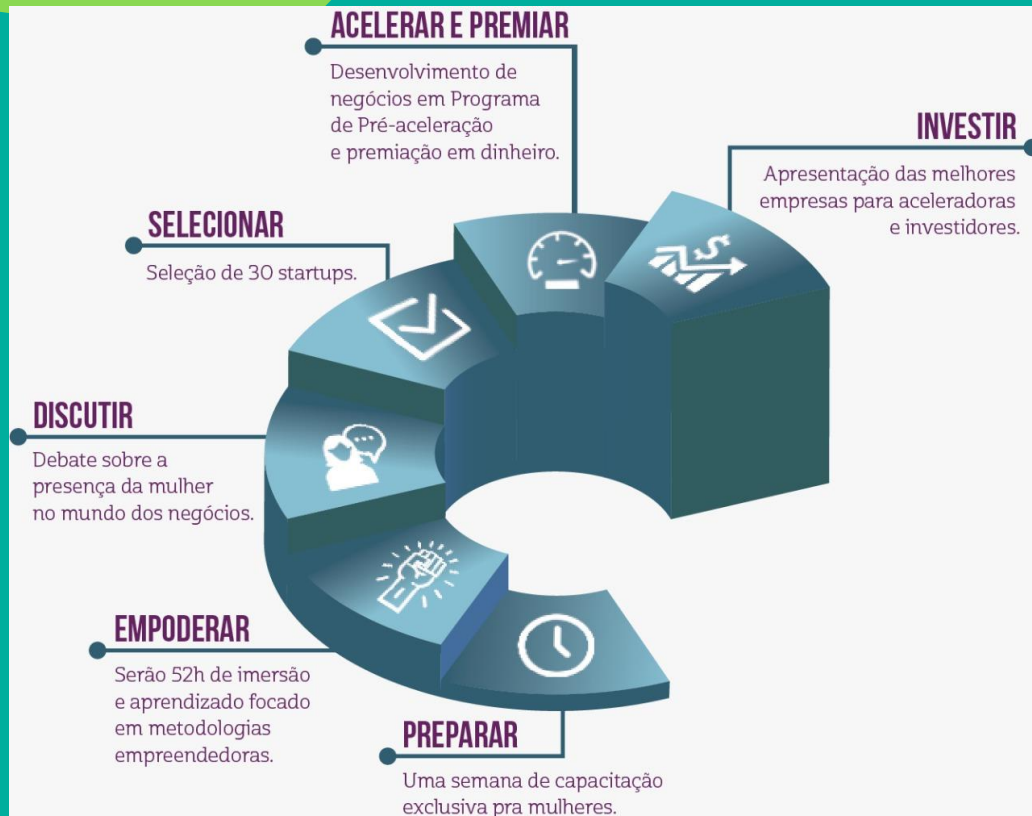 ACELERAR E PREMIAR
Desenvolvimento de
negócios em Programa
de Pré-aceleração
e premiação em dinheiro.
INVESTIR
Apresentação das melhores
empresas para aceleradoras
e investidores.
SELECIONAR
Seleção de 30 startups.
DISCUTIR
Debate sobre a
presença da mulher
no mundo dos negócios.
EMPODERAR
Serão 52h de imersão
e aprendizado focado
em metodologias
empreendedoras.
PREPARAR
Uma semana de capacitação
exclusiva pra mulheres.